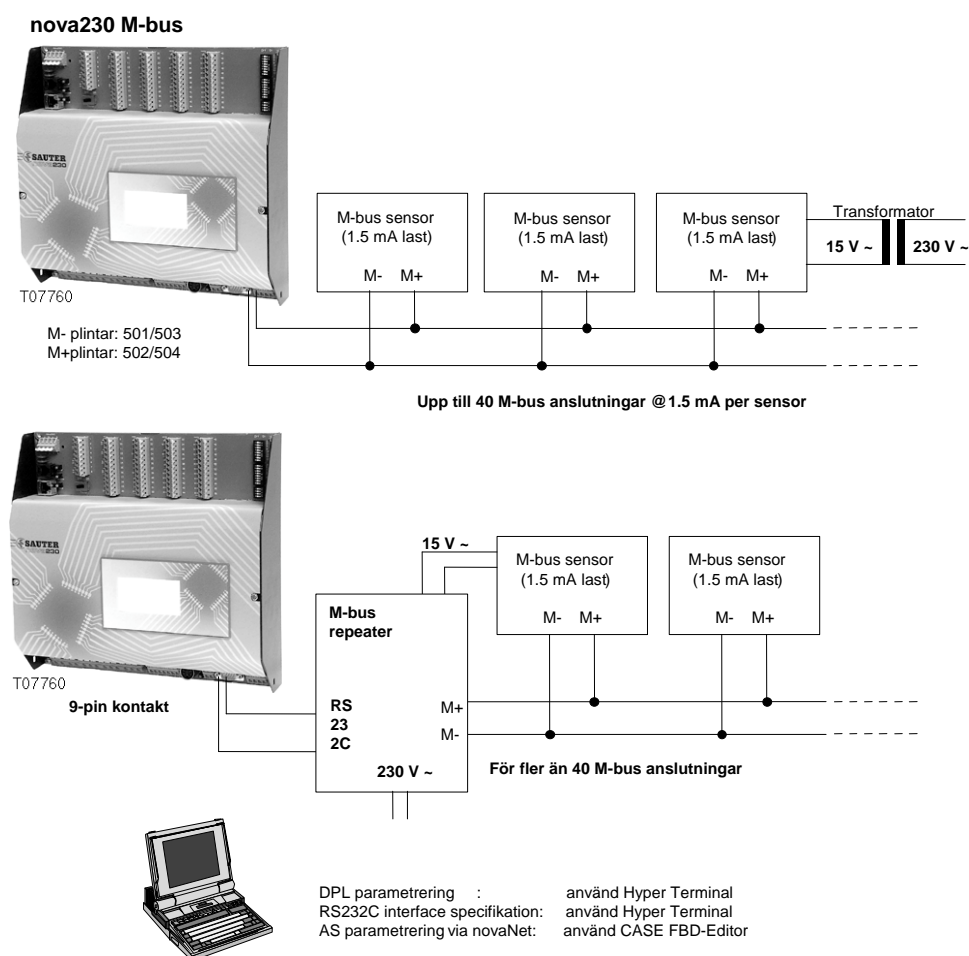 nova230 M-bus
SAUTER
T07760
M- plintar: 501/503
M+plintar: 502/504
M-bus sensor
(1.5 mA last)
M- M+
M-bus sensor
(1.5 mA last)
M- M+
M-bus sensor
(1.5 mA last)
M- M+
Transformator
15 V ~ 230 V ~
Upp till 40 M-bus anslutningar @1.5 mA per sensor
SAUTER
T07760
9-pin kontakt
15 V ~
M-bus
repeater
RS
23
2C
M+
M-
230 V ~
M-bus sensor
(1.5 mA last)
M- M+
M-bus sensor
(1.5 mA last)
M- M+
För fler än 40 M-bus anslutningar
DPL parametrering : använd Hyper Terminal
RS232C interface specifikation: använd Hyper Terminal
AS parametrering via novaNet: använd CASE FBD-Editor